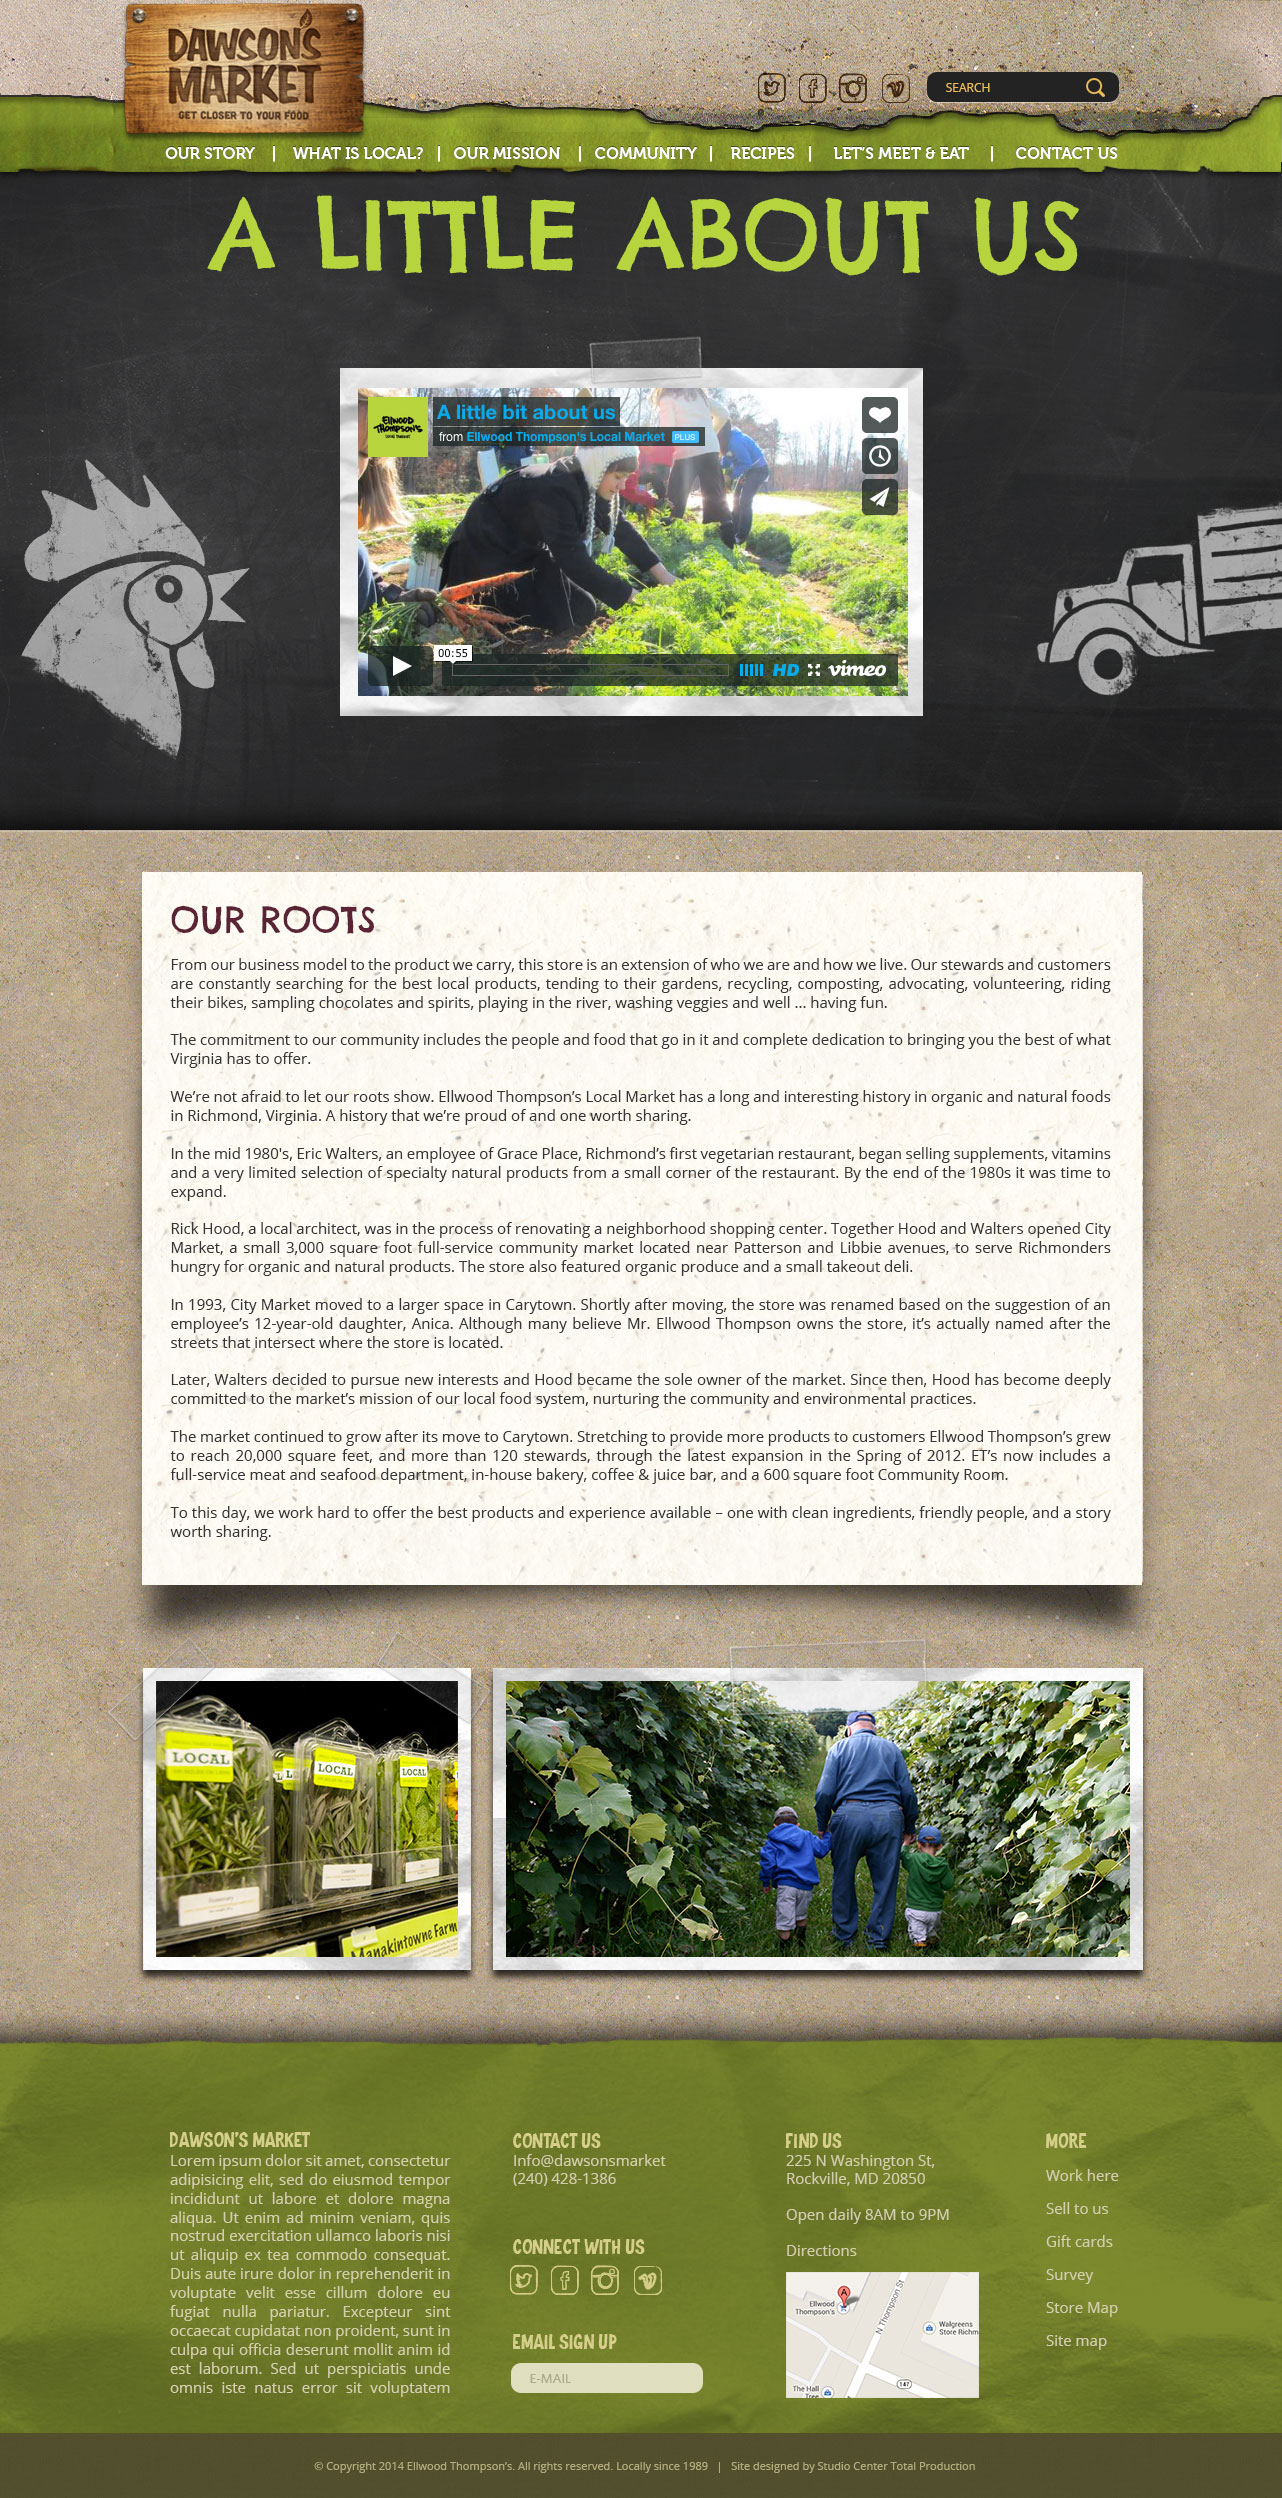 DAWSON'S
MARKET
GET CLOSER TO YOUR FOOD
SEARCH
OUR STORY | WHAT IS LOCAL? | OUR MISSION | COMMUNITY | RECIPES | LET'S MEET & EAT | CONTACT US
A LITTLE ABOUT US
ELLWOOD
THOMPSON'S
LOCAL MARKET
A little bit about us
from Ellwood Thompson's Local Market PLUS
00:55
HD vimeo
OUR ROOTS
From our business model to the product we carry, this store is an extension of who we are and how we live. Our stewards and customers
are constantly searching for the best local products, tending to their gardens, recycling, composting, advocating, volunteering, riding
their bikes, sampling chocolates and spirits, playing in the river, washing veggies and well ... having fun.
The commitment to our community includes the people and food that go in it and complete dedication to bringing you the best of what
Virginia has to offer.
We're not afraid to let our roots show. Ellwood Thompson's Local Market has a long and interesting history in organic and natural foods
in Richmond, Virginia. A history that we're proud of and one worth sharing.
In the mid 1980's, Eric Walters, an employee of Grace Place, Richmond's first vegetarian restaurant, began selling supplements, vitamins
and a very limited selection of specialty natural products from a small corner of the restaurant. By the end of the 1980s it was time to
expand.
Rick Hood, a local architect, was in the process of renovating a neighborhood shopping center. Together Hood and Walters opened City
Market, a small 3,000 square foot full-service community market located near Patterson and Libbie avenues, to serve Richmonders
hungry for organic and natural products. The store also featured organic produce and a small takeout deli.
In 1993, City Market moved to a larger space in Carytown. Shortly after moving, the store was renamed based on the suggestion of an
employee's 12-year-old daughter, Anica. Although many believe Mr. Ellwood Thompson owns the store, it's actually named after the
streets that intersect where the store is located.
Later, Walters decided to pursue new interests and Hood became the sole owner of the market. Since then, Hood has become deeply
committed to the market's mission of our local food system, nurturing the community and environmental practices.
The market continued to grow after its move to Carytown. Stretching to provide more products to customers Ellwood Thompson's grew
to reach 20,000 square feet, and more than 120 stewards, through the latest expansion in the Spring of 2012. ET's now includes a
full-service meat and seafood department, in-house bakery, coffee & juice bar, and a 600 square foot Community Room.
To this day, we work hard to offer the best products and experience available – one with clean ingredients, friendly people, and a story
worth sharing.
LOCAL
LOCAL
LOCAL
Rosemary
Manakintowne Farm
DAWSON'S MARKET
Lorem ipsum dolor sit amet, consectetur
adipisicing elit, sed do eiusmod tempor
incididunt ut labore et dolore magna
aliqua. Ut enim ad minim veniam, quis
nostrud exercitation ullamco laboris nisi
ut aliquip ex tea commodo consequat.
Duis aute irure dolor in reprehenderit in
voluptate velit esse cillum dolore eu
fugiat nulla pariatur. Excepteur sint
occaecat cupidatat non proident, sunt in
culpa qui officia deserunt mollit anim id
est laborum. Sed ut perspiciatis unde
omnis iste natus error sit voluptatem
CONTACT US
Info@dawsonsmarket
(240) 428-1386
CONNECT WITH US
EMAIL SIGN UP
E-MAIL
FIND US
225 N Washington St,
Rockville, MD 20850
Open daily 8AM to 9PM
Directions
A
Ellwood
Thompson's
N Thompson St
Walgreens
Store Richm
147
The Hall
Tree
MORE
Work here
Sell to us
Gift cards
Survey
Store Map
Site map
© Copyright 2014 Ellwood Thompson's. All rights reserved. Locally since 1989 | Site designed by Studio Center Total Production